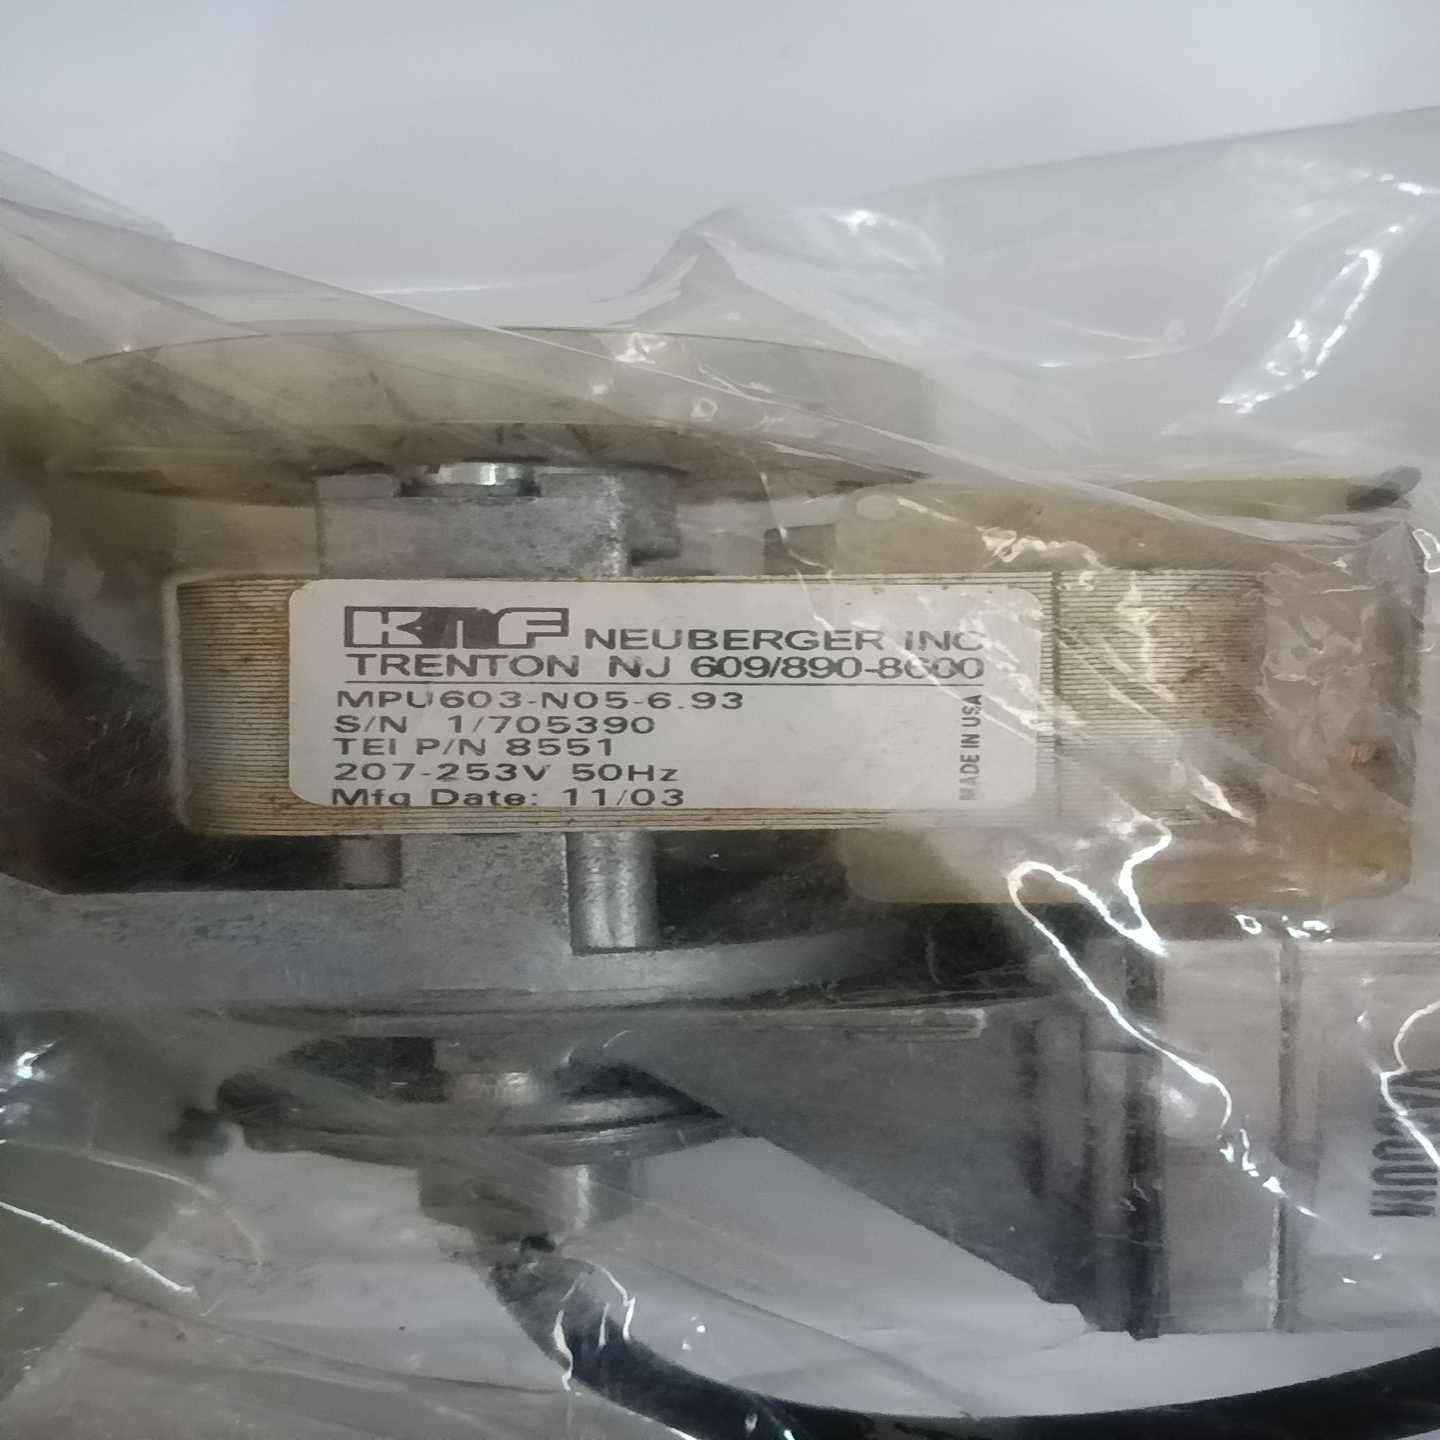 KNF NEUBERGER INC
TRENTON NJ 609/890-8600
MPU603-N05-6.93
S/N 1/705390
TEI P/N 8551
207-253V 50Hz
Mfg Date: 11/03
MADE IN USA